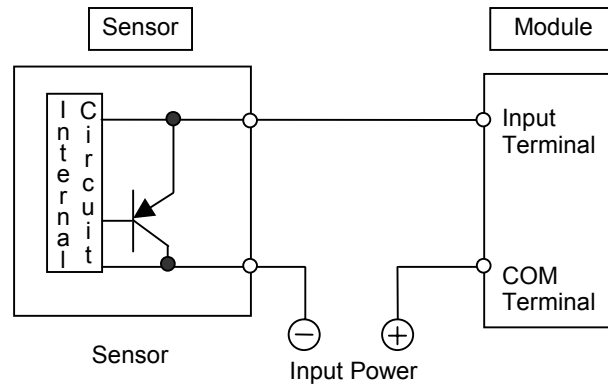 Sensor
Module
Internal
Circuit
Input
Terminal
COM
Terminal
Sensor
−
+
Input Power